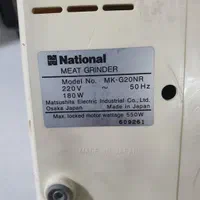 National
MEAT GRINDER
Model No. MK-G20NR
220V ~ 50Hz
180W
Matsushita Electric Industrial Co., Ltd.
Osaka Japan Made in Japan
Max. locked motor wattage 550W
609261